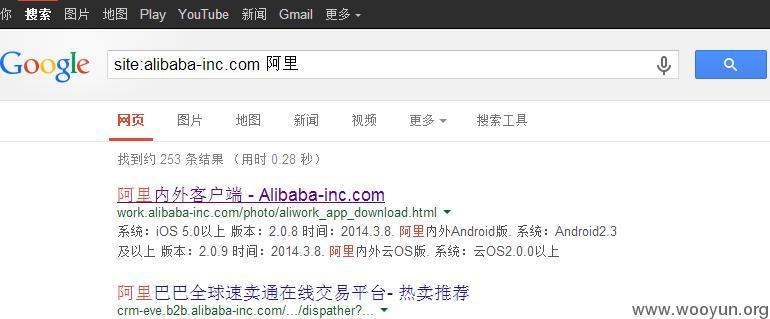 你 搜索 图片 地图 Play YouTube 新闻 Gmail 更多
Google site:alibaba-inc.com 阿里
网页 图片 地图 新闻 视频 更多 搜索工具
找到约 253 条结果 （用时 0.28 秒）
阿里内外客户端 - Alibaba-inc.com
work.alibaba-inc.com/photo/aliwork_app_download.html
系统：iOS 5.0以上 版本：2.0.8 时间：2014.3.8. 阿里内外Android版. 系统：Android2.3
及以上 版本：2.0.9 时间：2014.3.8. 阿里内外云OS版. 系统：云OS2.0.0以上
阿里巴巴全球速卖通在线交易平台- 热卖推荐
crm-eve.b2b.alibaba-inc.com/.../dispather?...
www.wooyun.org